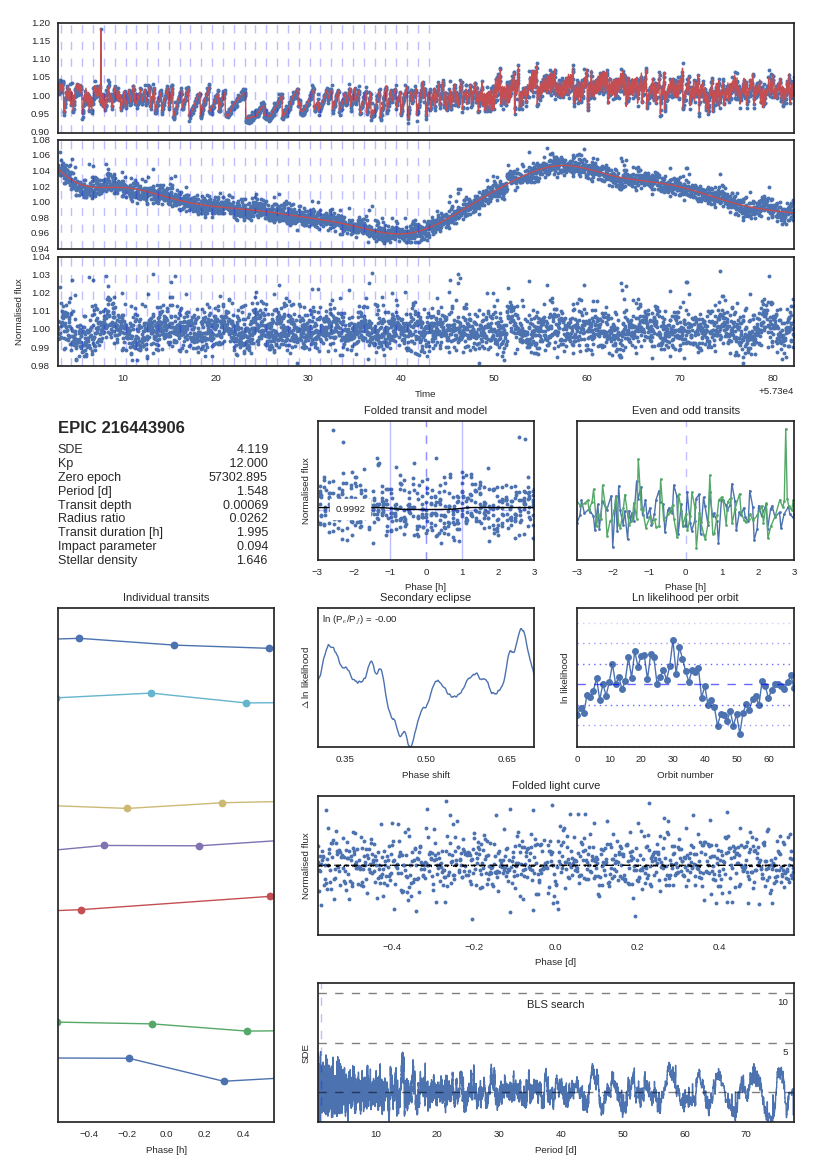 1.20
1.15
1.10
1.05
1.00
0.95
0.90
1.08
1.06
1.04
1.02
1.00
0.98
0.96
0.94
1.04
1.03
1.02
1.01
1.00
0.99
0.98
Normalised flux
10 20 30 40 50 60 70 80
Time
+5.73e4
EPIC 216443906
SDE 4.119
Kp 12.000
Zero epoch 57302.895
Period [d] 1.548
Transit depth 0.00069
Radius ratio 0.0262
Transit duration [h] 1.995
Impact parameter 0.094
Stellar density 1.646
Folded transit and model
Normalised flux
0.9992
−3 −2 −1 0 1 2 3
Phase [h]
Even and odd transits
−3 −2 −1 0 1 2 3
Phase [h]
Individual transits
−0.4 −0.2 0.0 0.2 0.4
Phase [h]
Secondary eclipse
Δ ln likelihood
0.35 0.50 0.65
Phase shift
Ln likelihood per orbit
ln likelihood
0 10 20 30 40 50 60
Orbit number
Folded light curve
Normalised flux
−0.4 −0.2 0.0 0.2 0.4
Phase [d]
BLS search
10
5
SDE
10 20 30 40 50 60 70
Period [d]